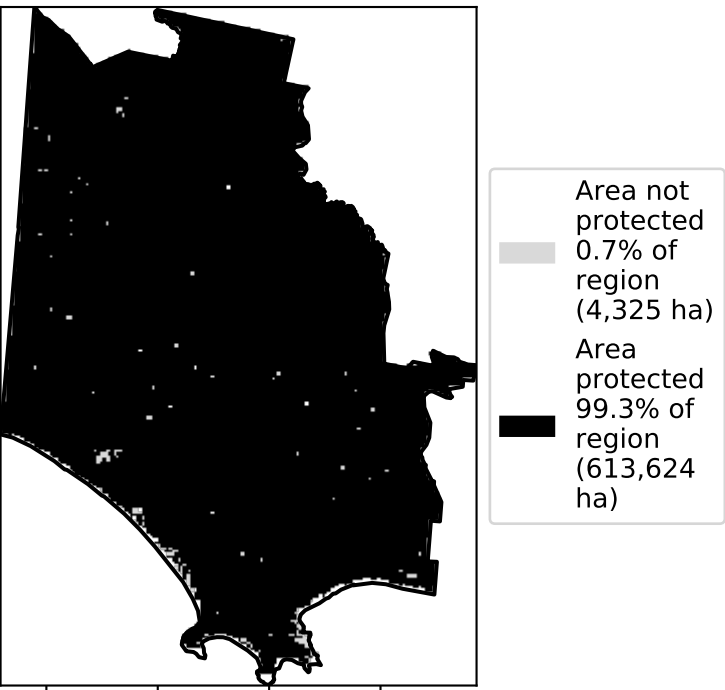 Area not
protected
0.7% of
region
(4,325 ha)
Area
protected
99.3% of
region
(613,624
ha)